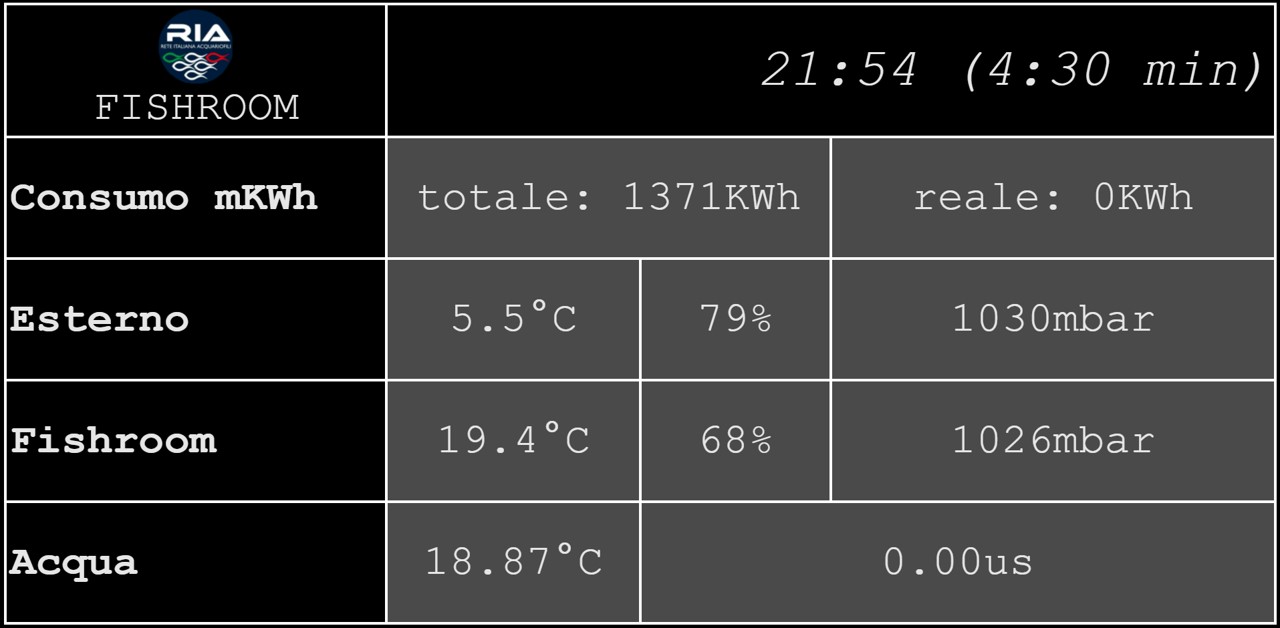 RIA
RETE ITALIANA ACQUARIOFILI
FISHROOM
21:54 (4:30 min)
Consumo mKWh totale: 1371KWh reale: 0KWh
Esterno 5.5°C 79% 1030mbar
Fishroom 19.4°C 68% 1026mbar
Acqua 18.87°C 0.00us